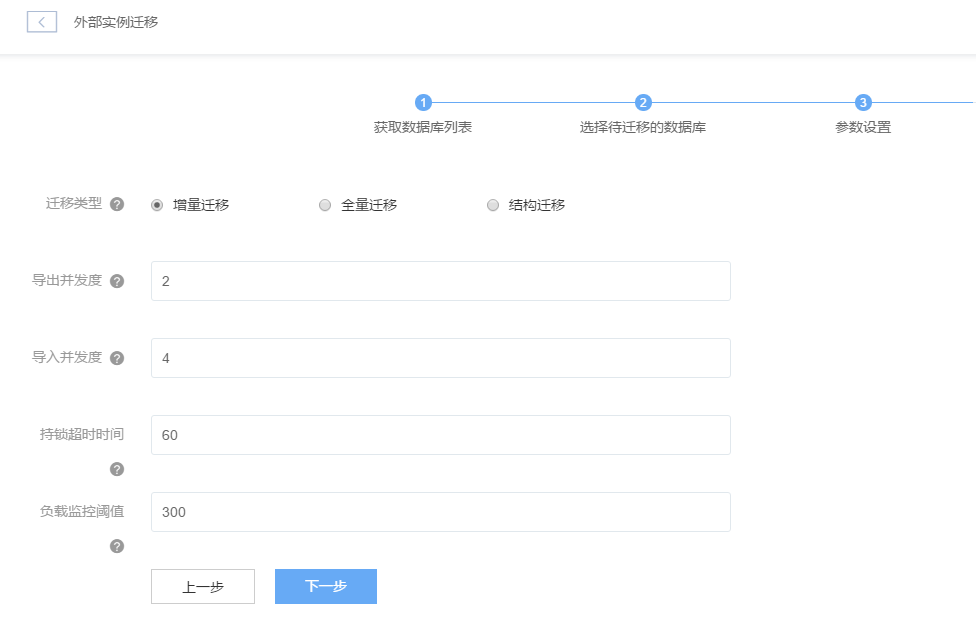 外部实例迁移
1 2 3
获取数据库列表 选择待迁移的数据库 参数设置
迁移类型 ? 增量迁移 全量迁移 结构迁移
导出并发度 ? 2
导入并发度 ? 4
持锁超时时间 60
?
负载监控阈值 300
?
上一步 下一步